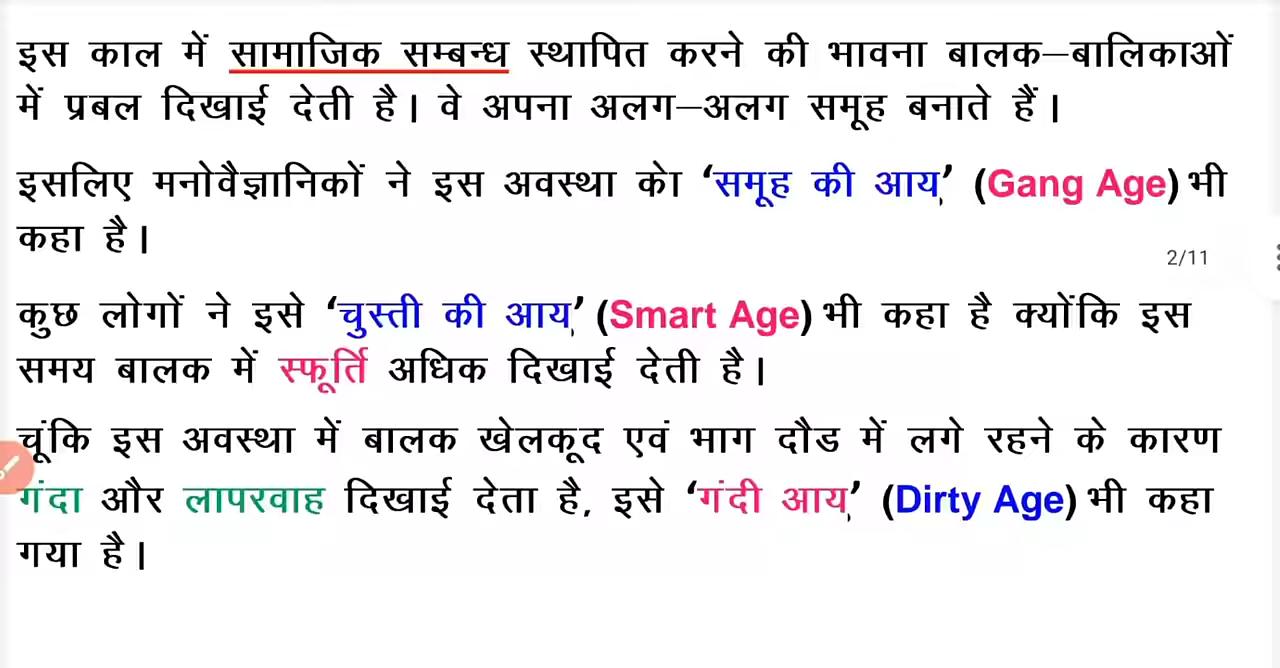 इस काल में सामाजिक सम्बन्ध स्थापित करने की भावना बालक–बालिकाओं
में प्रबल दिखाई देती है। वे अपना अलग–अलग समूह बनाते हैं।
इसलिए मनोवैज्ञानिकों ने इस अवस्था केा ‘समूह की आयु’ (Gang Age) भी
कहा है।
2/11
कुछ लोगों ने इसे ‘चुस्ती की आयु’ (Smart Age) भी कहा है क्योंकि इस
समय बालक में स्फूर्ति अधिक दिखाई देती है।
चूंकि इस अवस्था में बालक खेलकूद एवं भाग दौड में लगे रहने के कारण
गंदा और लापरवाह दिखाई देता है, इसे ‘गंदी आयु’ (Dirty Age) भी कहा
गया है।